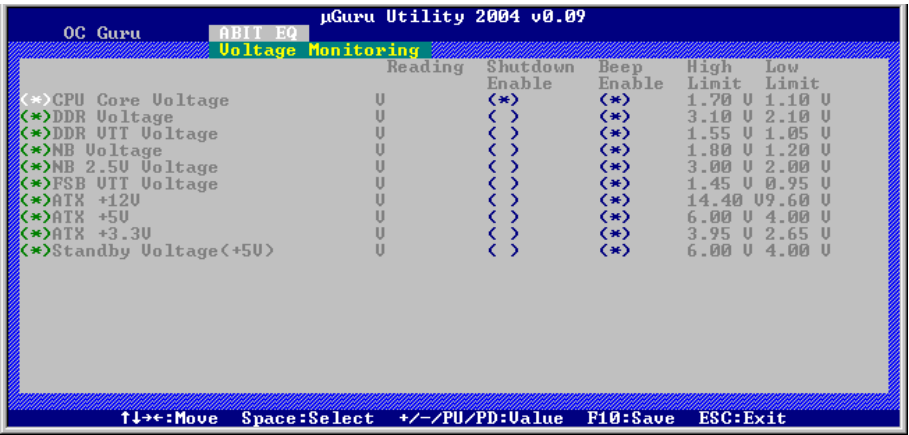 µGuru Utility 2004 v0.09
OC Guru ABIT EQ
Voltage Monitoring
Reading Shutdown Beep High Low
Enable Enable Limit Limit
(*)CPU Core Voltage V (*) (*) 1.70 V 1.10 V
(*)DDR Voltage V ( ) (*) 3.10 V 2.10 V
(*)DDR VTT Voltage V ( ) (*) 1.55 V 1.05 V
(*)NB Voltage V ( ) (*) 1.80 V 1.20 V
(*)NB 2.5V Voltage V ( ) (*) 3.00 V 2.00 V
(*)FSB VTT Voltage V ( ) (*) 1.45 V 0.95 V
(*)ATX +12V V ( ) (*) 14.40 V9.60 V
(*)ATX +5V V ( ) (*) 6.00 V 4.00 V
(*)ATX +3.3V V ( ) (*) 3.95 V 2.65 V
(*)Standby Voltage(+5V) V ( ) (*) 6.00 V 4.00 V
↑↓→←:Move Space:Select +/-/PU/PD:Value F10:Save ESC:Exit